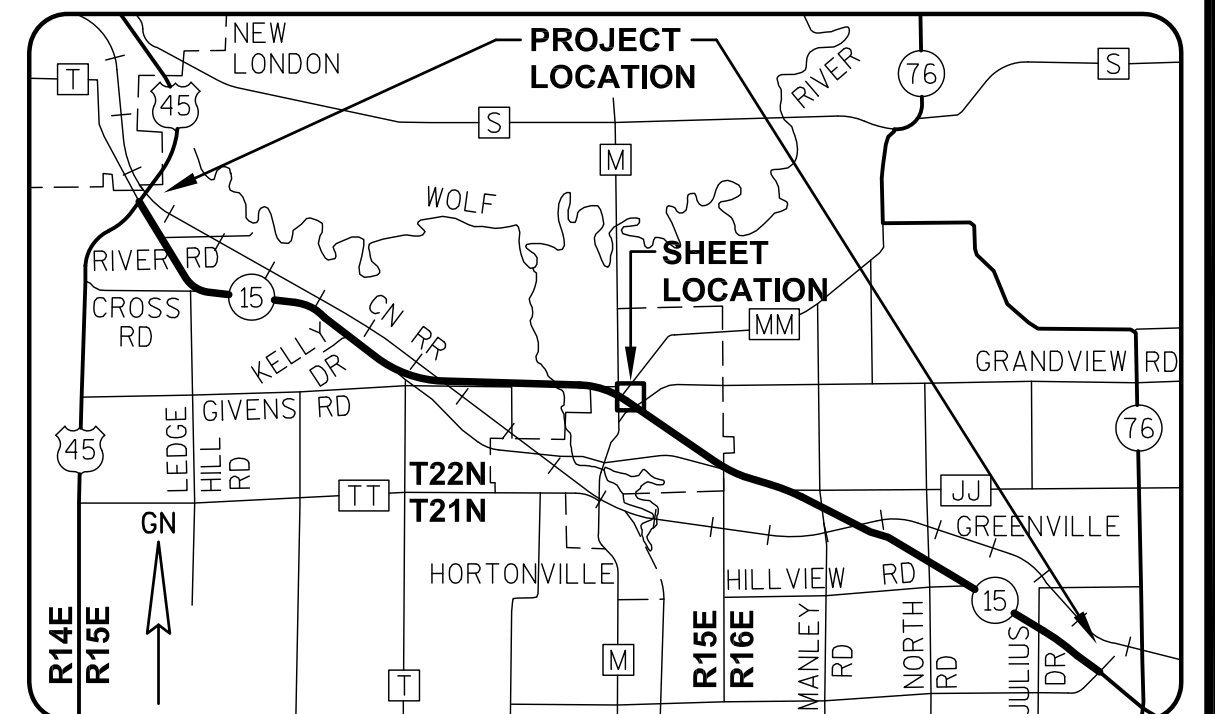 NEW
LONDON
PROJECT
LOCATION
T
45
S
76
S
RIVER
M
WOLF
RIVER RD
SHEET
LOCATION
15
CROSS
RD
CN RR
MM
KELLY
DR
GRANDVIEW RD
GIVENS RD
45
LEDGE
HILL
RD
76
T22N
TT
T21N
JJ
GN
GREENVILLE
HORTONVILLE
HILLVIEW RD
15
R14E
R15E
M
R15E
R16E
MANLEY
RD
NORTH
RD
JULIUS
DR
T